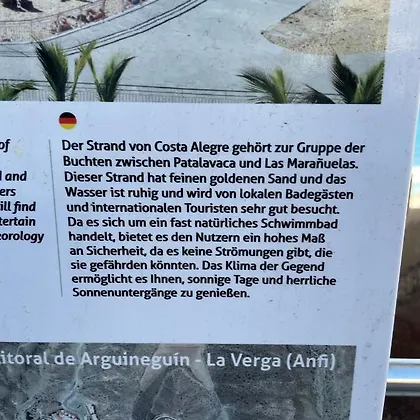 of
d and
ers
ill find
tertain
eorology
Der Strand von Costa Alegre gehört zur Gruppe der
Buchten zwischen Patalavaca und Las Marañuelas.
Dieser Strand hat feinen goldenen Sand und das
Wasser ist ruhig und wird von lokalen Badegästen
und internationalen Touristen sehr gut besucht.
Da es sich um ein fast natürliches Schwimmbad
handelt, bietet es den Nutzern ein hohes Maß
an Sicherheit, da es keine Strömungen gibt, die
sie gefährden könnten. Das Klima der Gegend
ermöglicht es Ihnen, sonnige Tage und herrliche
Sonnenuntergänge zu genießen.
itoral de Arguineguín - La Verga (Anfi)